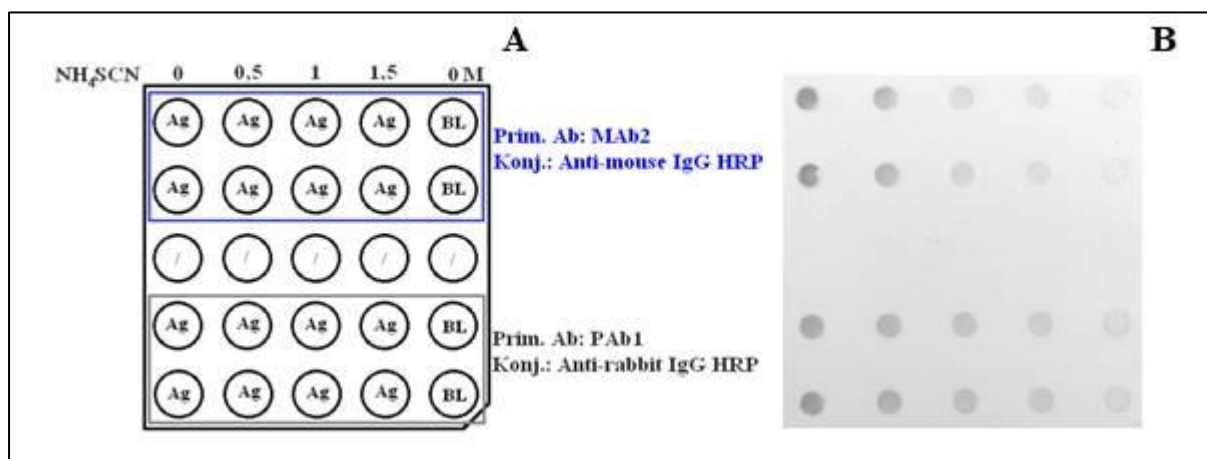 A
B
NH4SCN 0 0,5 1 1,5 0 M
Ag Ag Ag Ag BL
Prim. Ab: MAb2
Konj.: Anti-mouse IgG HRP
Ag Ag Ag Ag BL
/ / / / /
Ag Ag Ag Ag BL
Prim. Ab: PAb1
Konj.: Anti-rabbit IgG HRP
Ag Ag Ag Ag BL